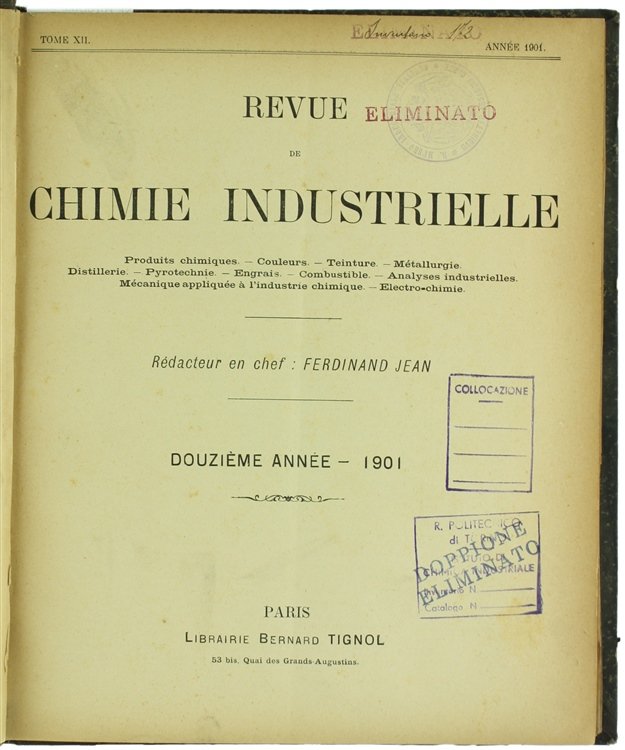 TOME XII.
ANNÉE 1901.
REVUE
ELIMINATO
DE
CHIMIE INDUSTRIELLE
Produits chimiques. — Couleurs. — Teinture. — Métallurgie.
Distillerie. — Pyrotechnie. — Engrais. — Combustible. — Analyses industrielles.
Mécanique appliquée à l'industrie chimique. — Electro-chimie.
Rédacteur en chef : FERDINAND JEAN
COLLOCAZIONE
DOUZIÈME ANNÉE — 1901
R. POLITECNICO
di
DOPPIONE
ELIMINATO
Catalogo N
PARIS
LIBRAIRIE BERNARD TIGNOL
53 bis, Quai des Grands-Augustins.